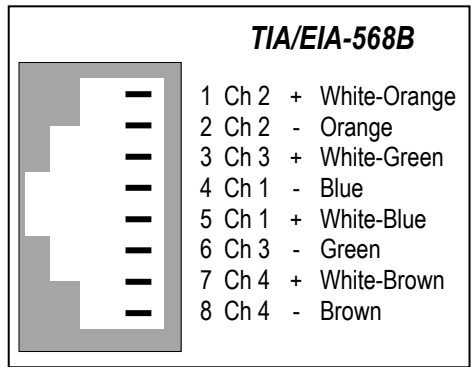 TIA/EIA-568B
1 Ch 2 + White-Orange
2 Ch 2 - Orange
3 Ch 3 + White-Green
4 Ch 1 - Blue
5 Ch 1 + White-Blue
6 Ch 3 - Green
7 Ch 4 + White-Brown
8 Ch 4 - Brown